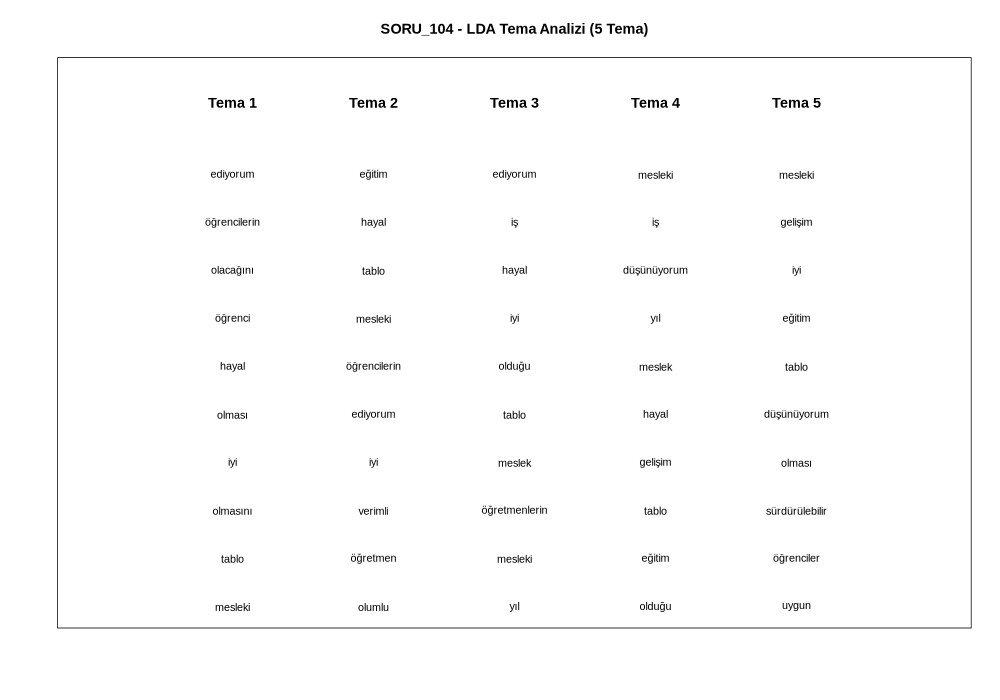 SORU_104 - LDA Tema Analizi (5 Tema)
Tema 1 Tema 2 Tema 3 Tema 4 Tema 5
ediyorum eğitim ediyorum mesleki mesleki
öğrencilerin hayal iş iş gelişim
olacağını tablo hayal düşünüyorum iyi
öğrenci mesleki iyi yıl eğitim
hayal öğrencilerin olduğu meslek tablo
olması ediyorum tablo hayal düşünüyorum
iyi iyi meslek gelişim olması
olmasını verimli öğretmenlerin tablo sürdürülebilir
tablo öğretmen mesleki eğitim öğrenciler
mesleki olumlu yıl olduğu uygun